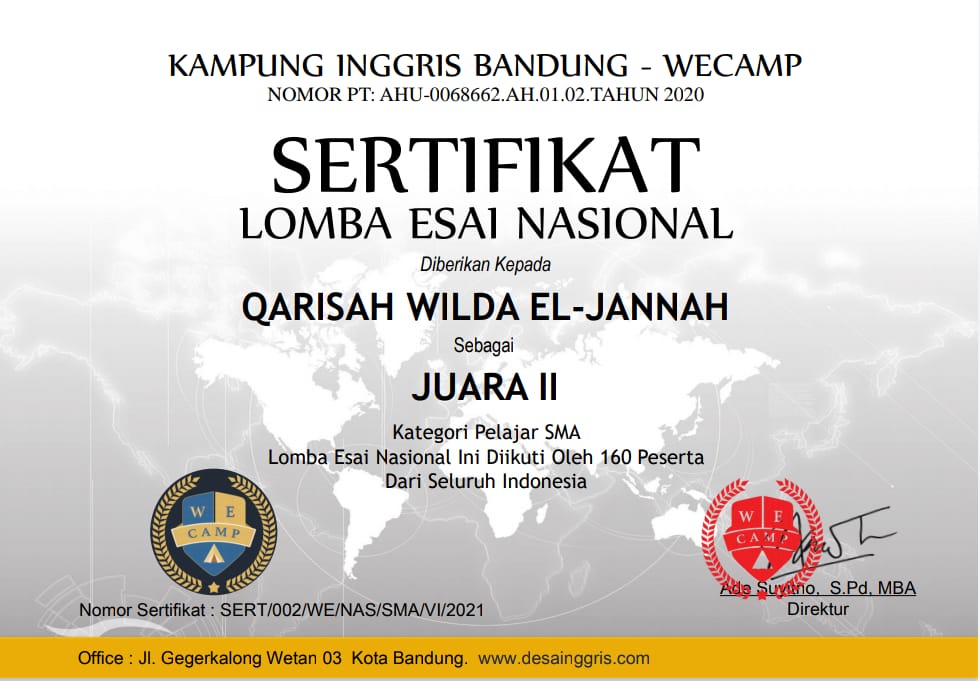 KAMPUNG INGGRIS BANDUNG - WECAMP
NOMOR PT: AHU-0068662.AH.01.02.TAHUN 2020
SERTIFIKAT
LOMBA ESAI NASIONAL
Diberikan Kepada
QARISAH WILDA EL-JANNAH
Sebagai
JUARA II
Kategori Pelajar SMA
Lomba Esai Nasional Ini Diikuti Oleh 160 Peserta
Dari Seluruh Indonesia
W E
CAMP
W E
CAMP
Ade Suyitno, S.Pd, MBA
Direktur
Nomor Sertifikat : SERT/002/WE/NAS/SMA/VI/2021
Office : Jl. Gegerkalong Wetan 03 Kota Bandung. www.desainggris.com